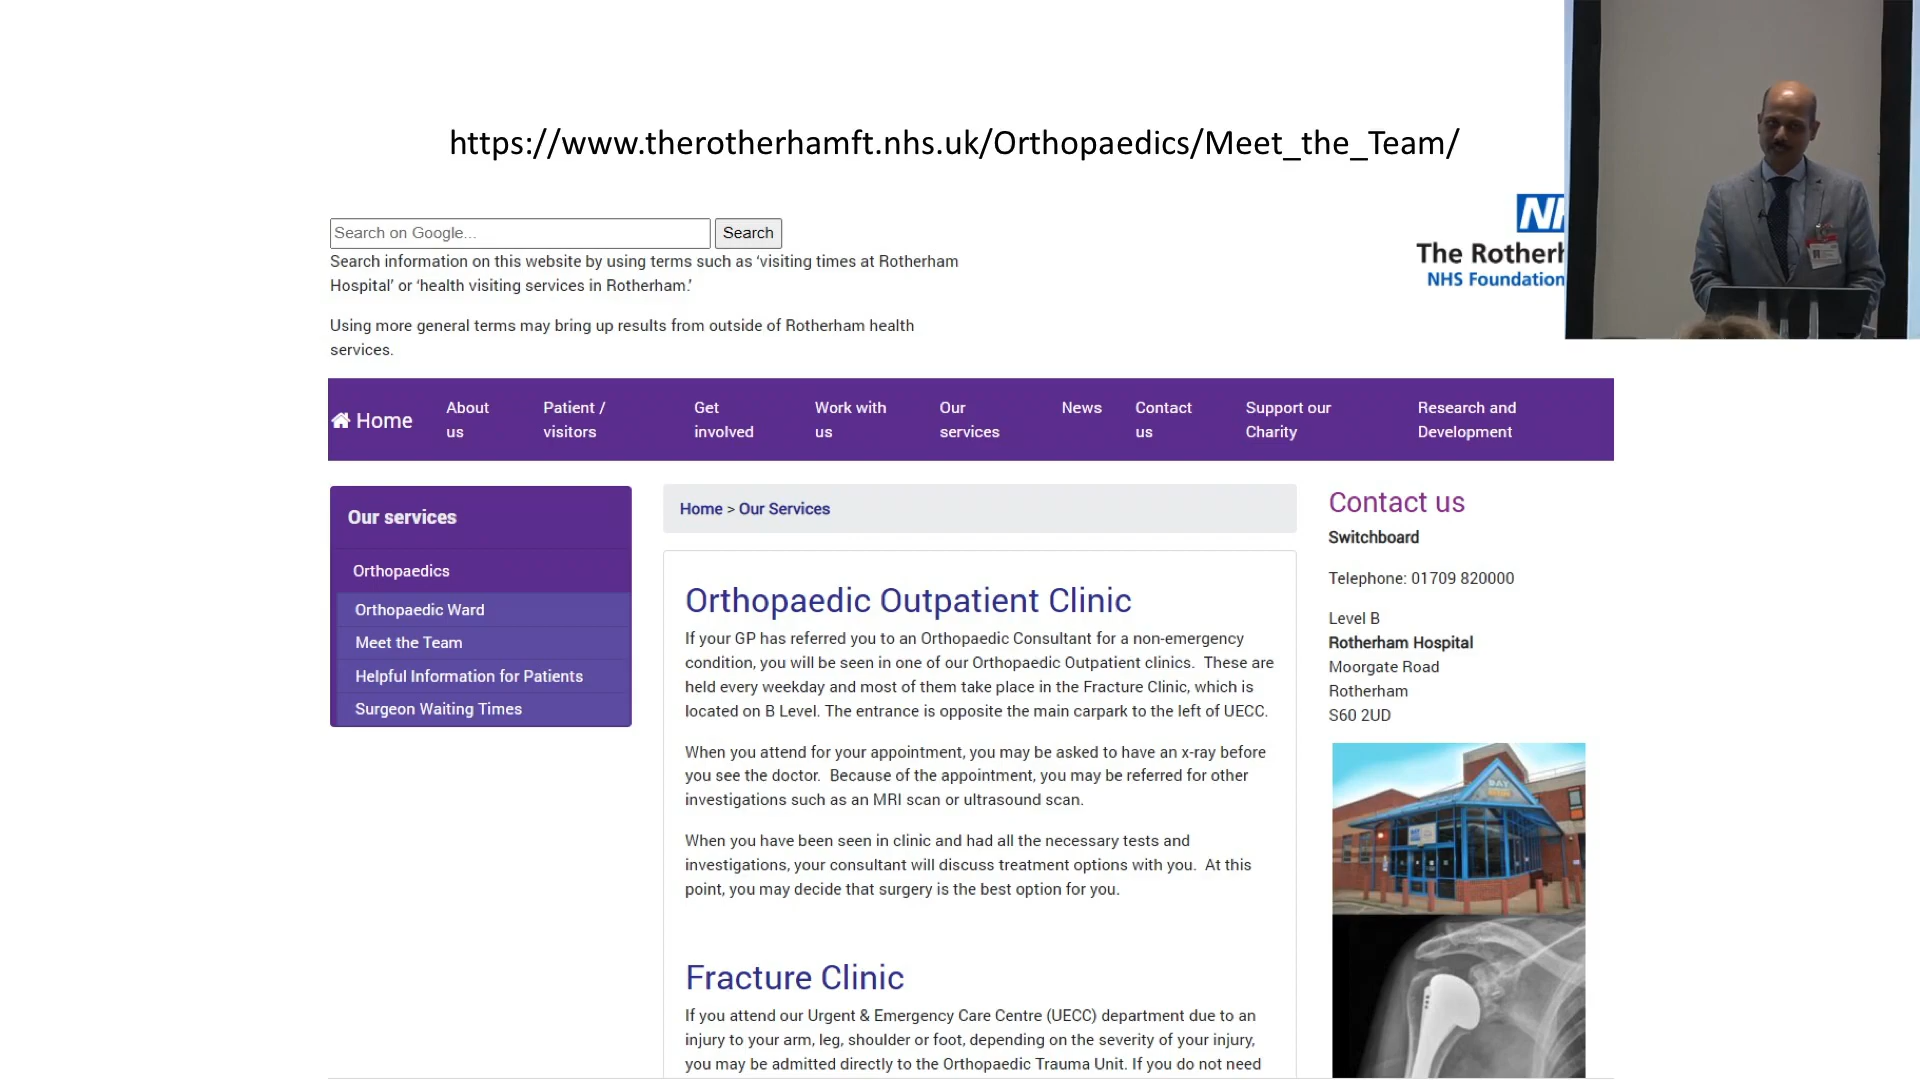 https://www.therotherhamft.nhs.uk/Orthopaedics/Meet_the_Team/
Search on Google...
Search
Search information on this website by using terms such as ‘visiting times at Rotherham
Hospital’ or ‘health visiting services in Rotherham.’
Using more general terms may bring up results from outside of Rotherham health
services.
The
NHS Foundation
Home
About
us
Patient /
visitors
Get
involved
Work with
us
Our
services
News
Contact
us
Support our
Charity
Research and
Development
Our services
Orthopaedics
Orthopaedic Ward
Meet the Team
Helpful Information for Patients
Surgeon Waiting Times
Home > Our Services
Orthopaedic Outpatient Clinic
If your GP has referred you to an Orthopaedic Consultant for a non-emergency
condition, you will be seen in one of our Orthopaedic Outpatient clinics.  These are
held every weekday and most of them take place in the Fracture Clinic, which is
located on B Level. The entrance is opposite the main carpark to the left of UECC.
When you attend for your appointment, you may be asked to have an x-ray before
you see the doctor.  Because of the appointment, you may be referred for other
investigations such as an MRI scan or ultrasound scan.
When you have been seen in clinic and had all the necessary tests and
investigations, your consultant will discuss treatment options with you.  At this
point, you may decide that surgery is the best option for you.
Fracture Clinic
If you attend our Urgent & Emergency Care Centre (UECC) department due to an
injury to your arm, leg, shoulder or foot, depending on the severity of your injury,
you may be admitted directly to the Orthopaedic Trauma Unit. If you do not need
Contact us
Switchboard
Telephone: 01709 820000
Level B
Rotherham Hospital
Moorgate Road
Rotherham
S60 2UD